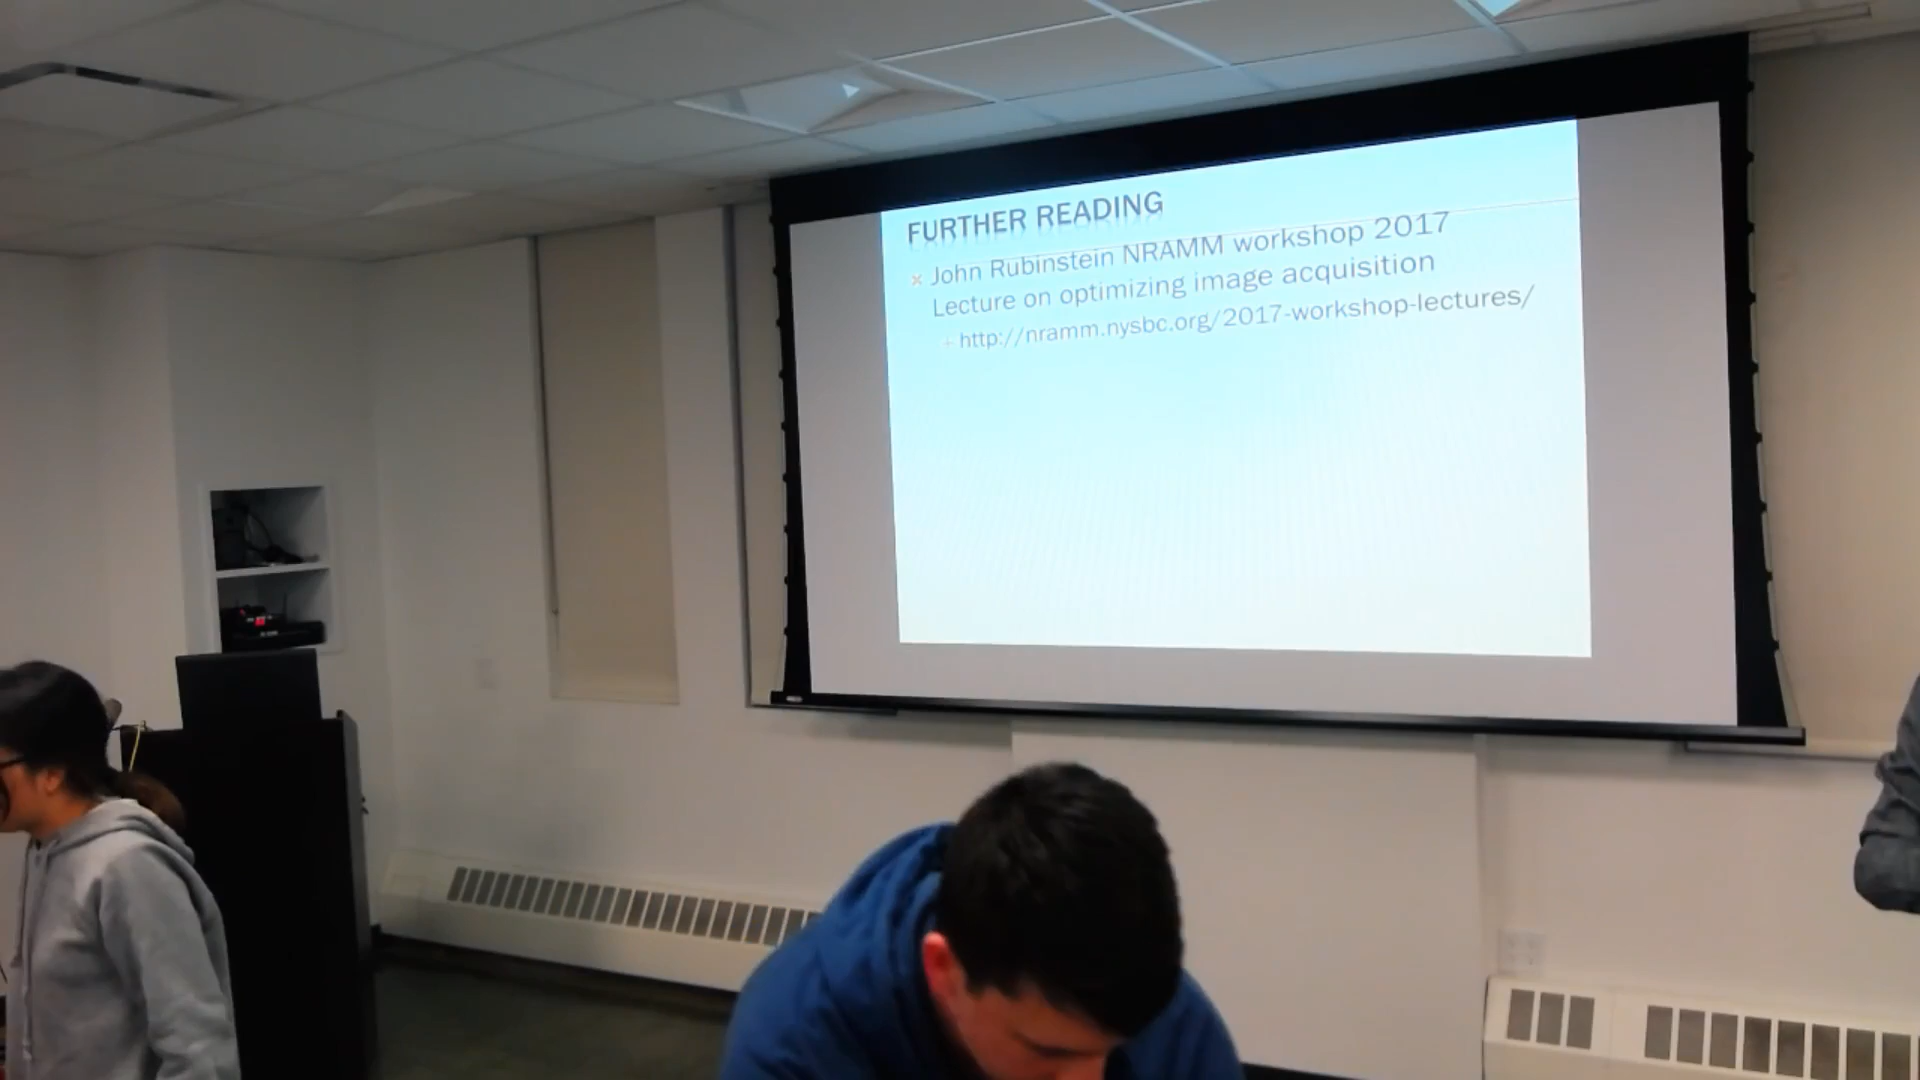 FURTHER READING
John Rubinstein NRAMM workshop 2017
Lecture on optimizing image acquisition
http://nramm.nysbc.org/2017-workshop-lectures/